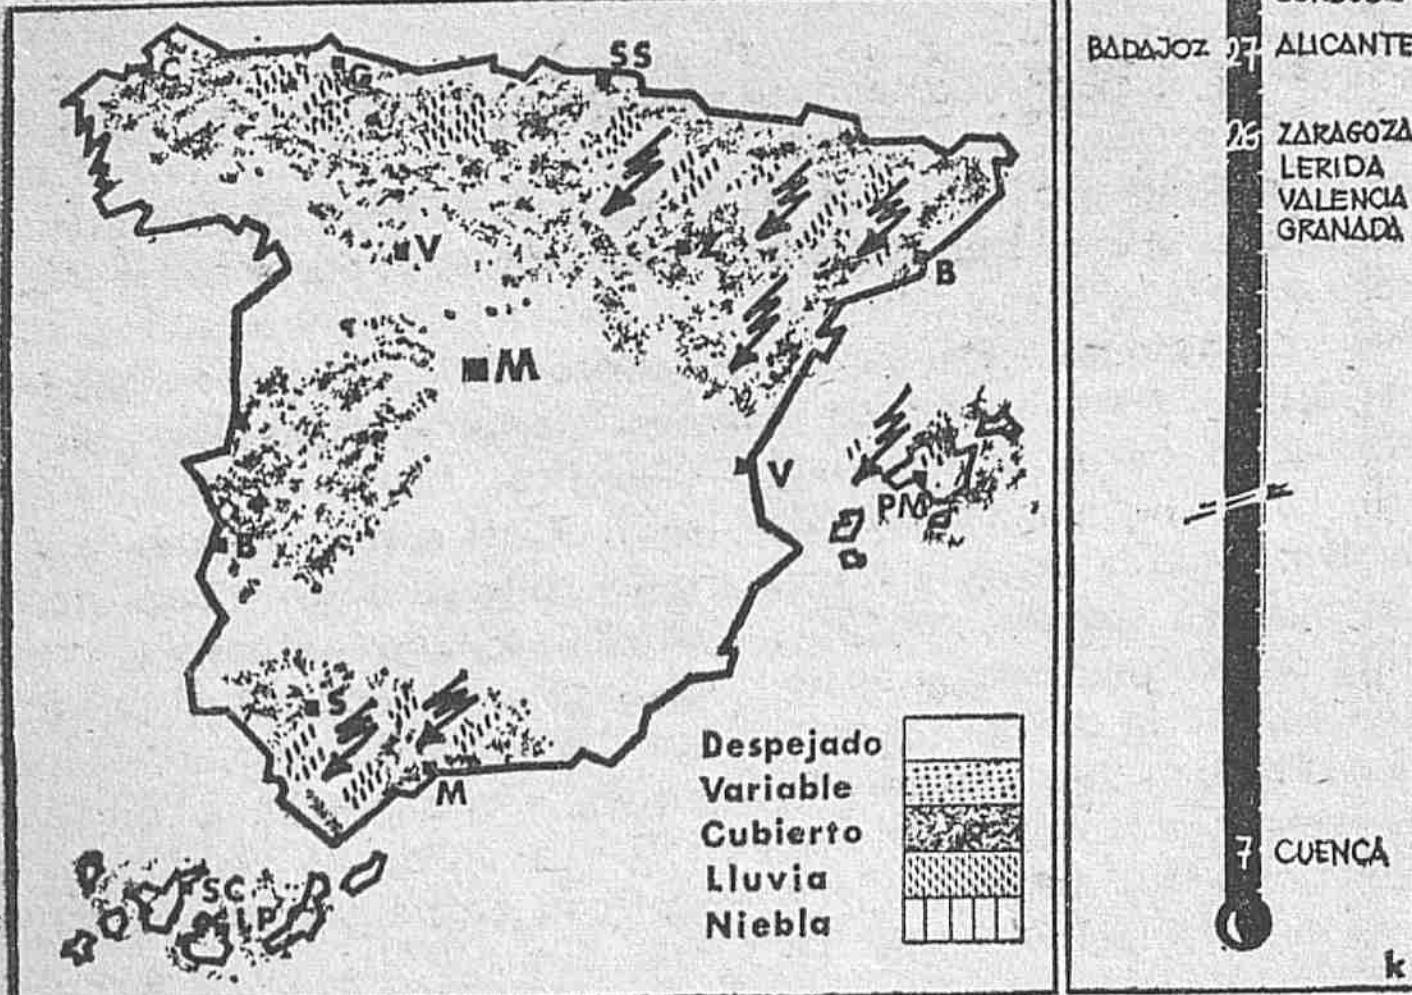 C
G
SS
V
B
M
V
PM
B
S
M
SC
LP
Despejado
Variable
Cubierto
Lluvia
Niebla
BADAJOZ 27 ALICANTE
26 ZARAGOZA
LERIDA
VALENCIA
GRANADA
7 CUENCA
k